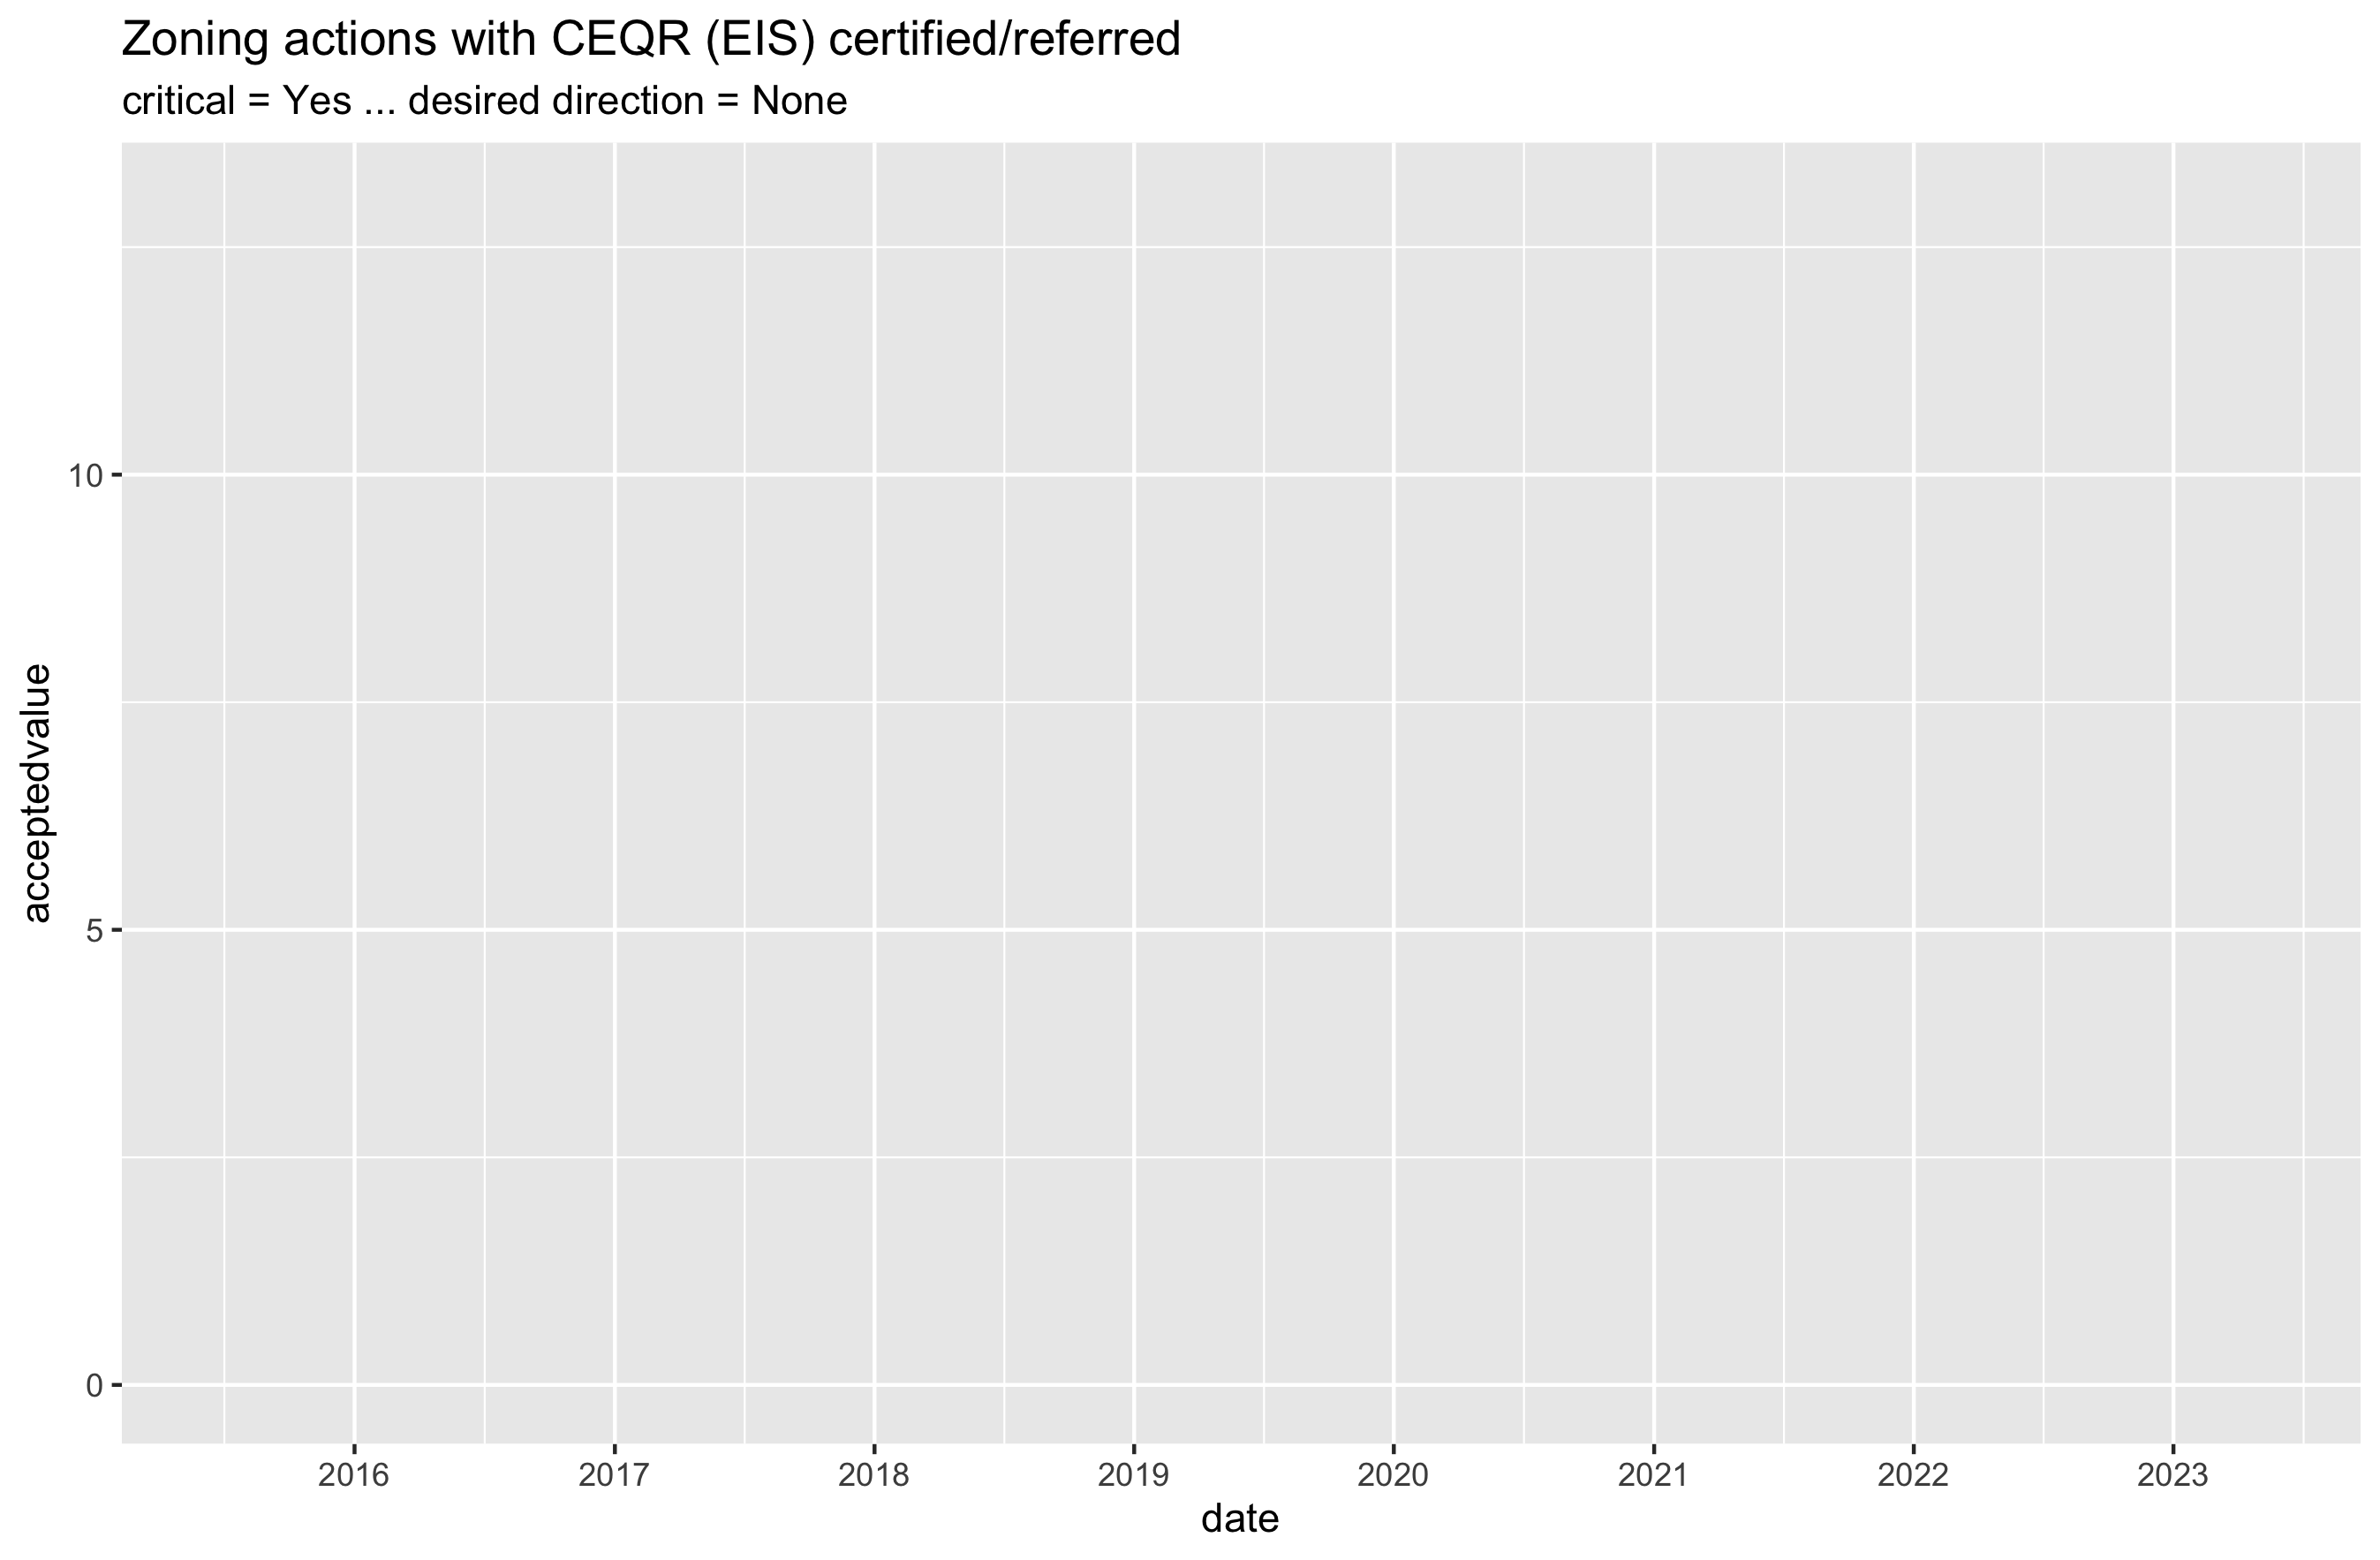 Zoning actions with CEQR (EIS) certified/referred
critical = Yes ... desired direction = None
acceptedvalue
10
5
0
2016 2017 2018 2019 2020 2021 2022 2023
date